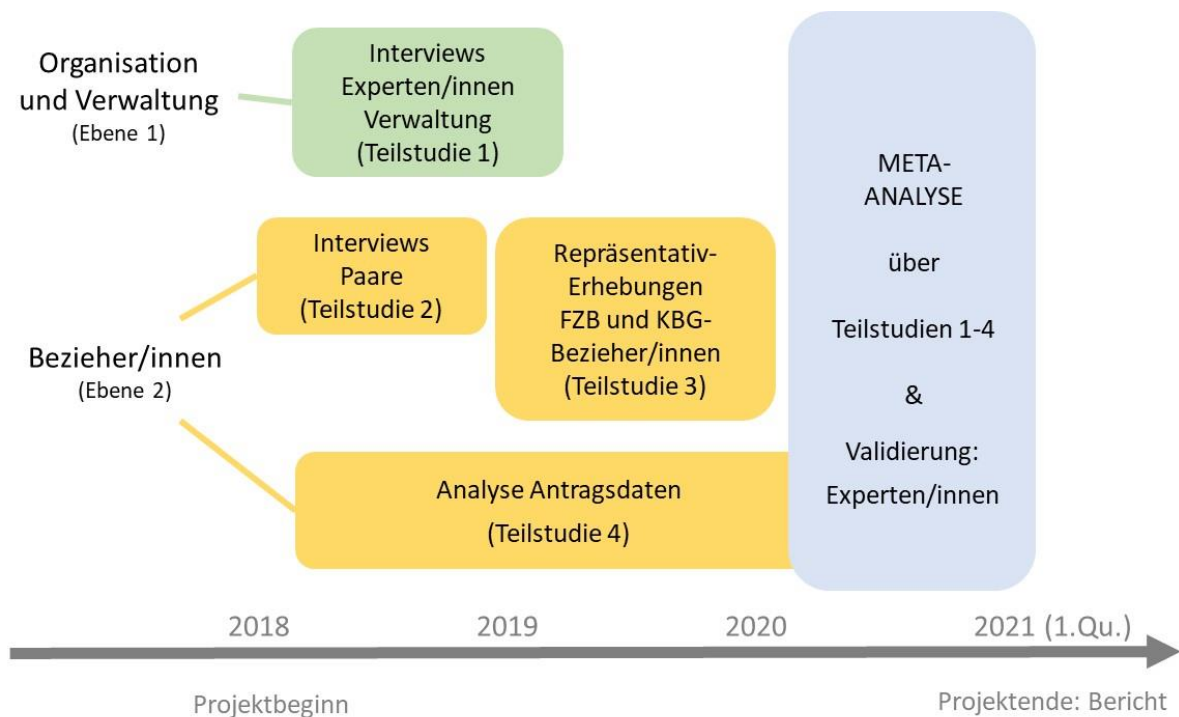 Organisation
und Verwaltung
(Ebene 1)
Interviews
Experten/innen
Verwaltung
(Teilstudie 1)
Bezieher/innen
(Ebene 2)
Interviews
Paare
(Teilstudie 2)
Repräsentativ-
Erhebungen
FZB und KBG-
Bezieher/innen
(Teilstudie 3)
Analyse Antragsdaten
(Teilstudie 4)
META-
ANALYSE
über
Teilstudien 1-4
&
Validierung:
Experten/innen
2018 2019 2020 2021 (1.Qu.)
Projektbeginn Projektende: Bericht